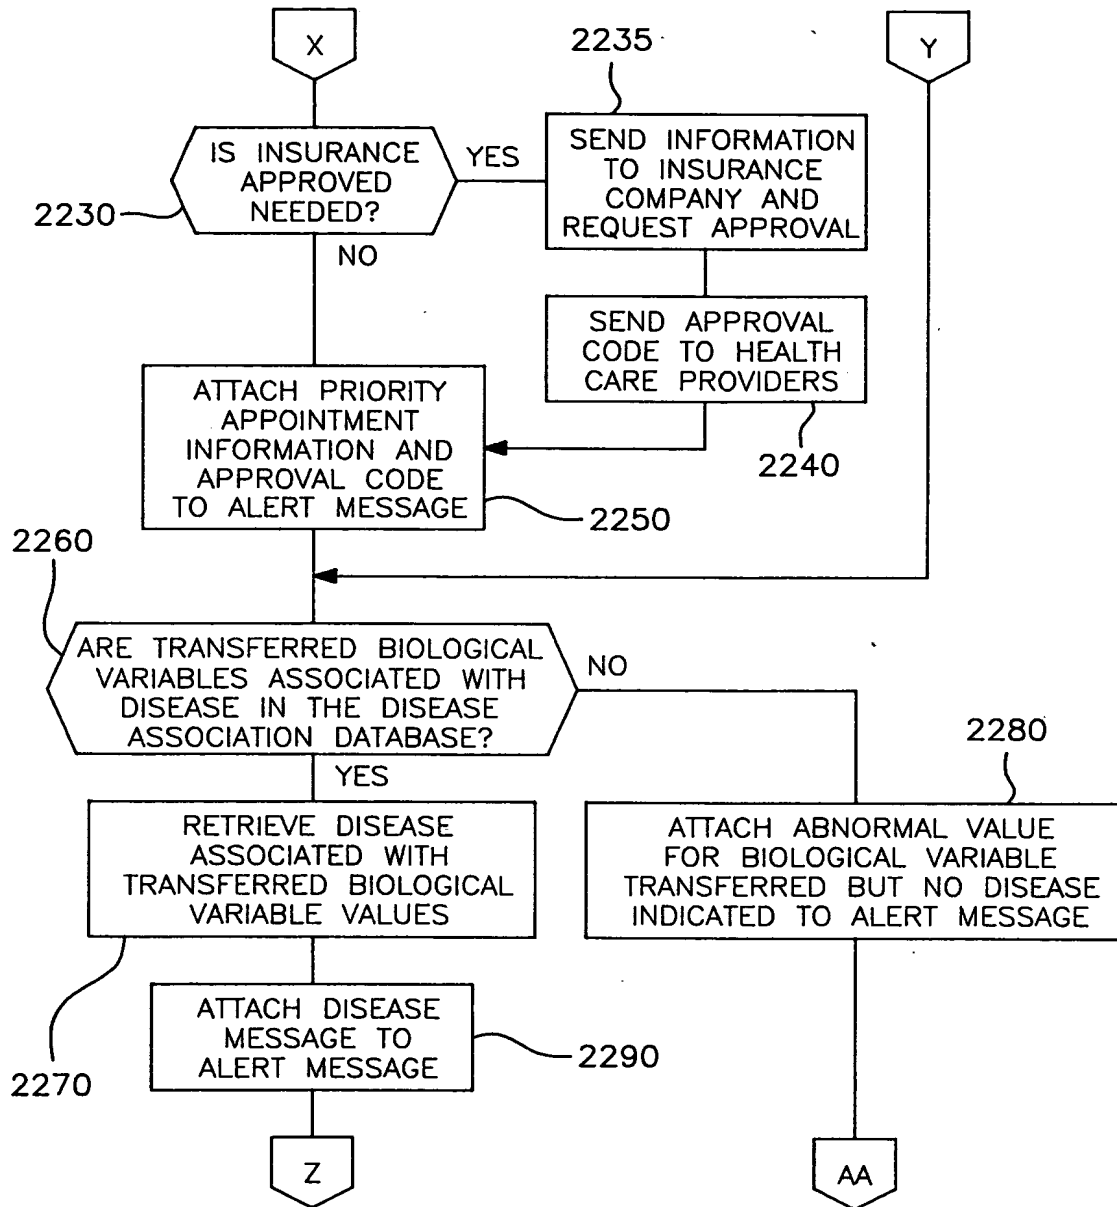 X
Y
2235
IS INSURANCE
APPROVED
NEEDED?
YES
2230
NO
SEND INFORMATION
TO INSURANCE
COMPANY AND
REQUEST APPROVAL
SEND APPROVAL
CODE TO HEALTH
CARE PROVIDERS
2240
ATTACH PRIORITY
APPOINTMENT
INFORMATION AND
APPROVAL CODE
TO ALERT MESSAGE
2250
2260
ARE TRANSFERRED BIOLOGICAL
VARIABLES ASSOCIATED WITH
DISEASE IN THE DISEASE
ASSOCIATION DATABASE?
NO
YES
2280
RETRIEVE DISEASE
ASSOCIATED WITH
TRANSFERRED BIOLOGICAL
VARIABLE VALUES
ATTACH ABNORMAL VALUE
FOR BIOLOGICAL VARIABLE
TRANSFERRED BUT NO DISEASE
INDICATED TO ALERT MESSAGE
2270
ATTACH DISEASE
MESSAGE TO
ALERT MESSAGE
2290
Z
AA